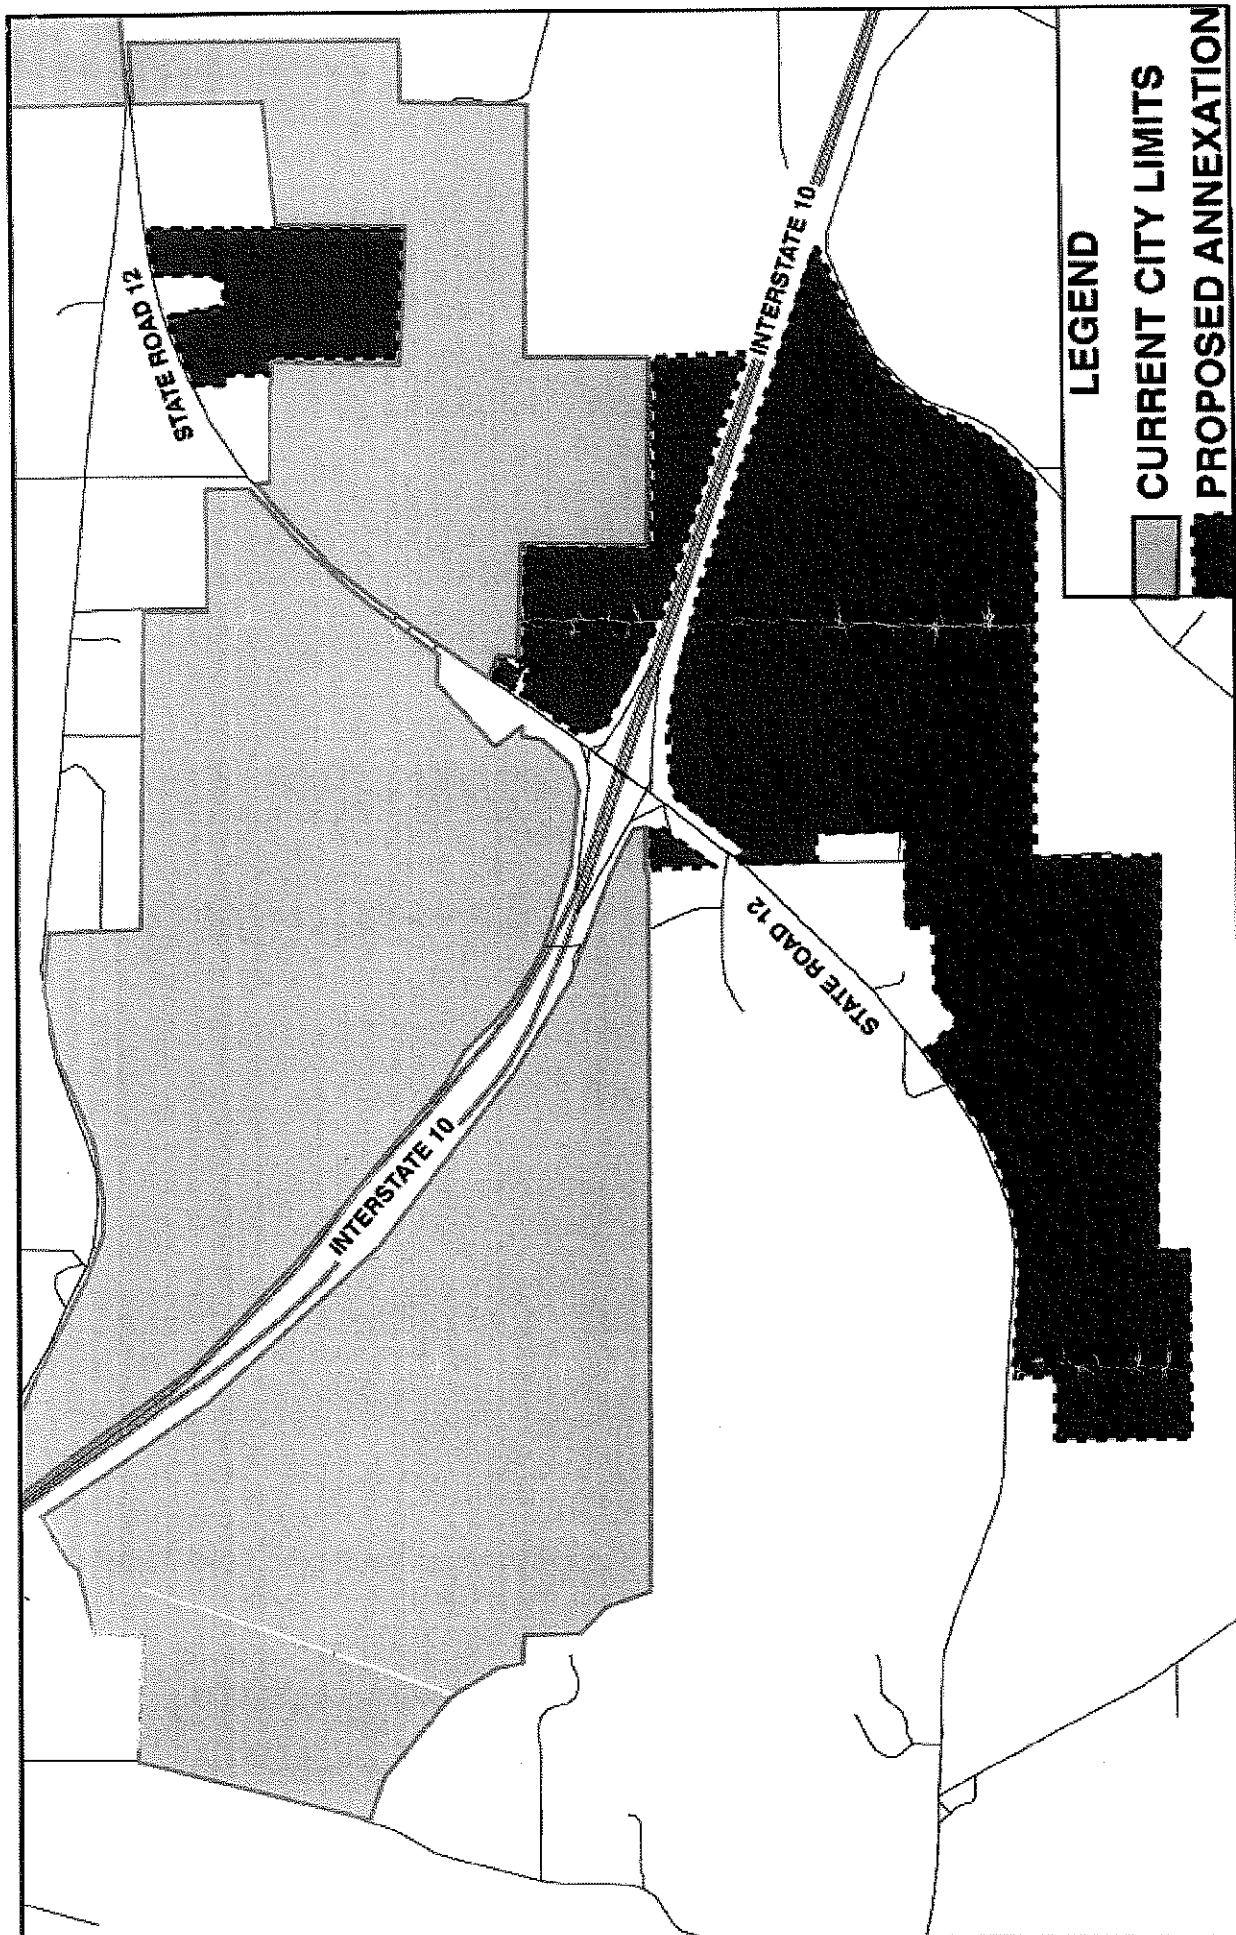 STATE ROAD 12
INTERSTATE 10
INTERSTATE 10
STATE ROAD 12
LEGEND
CURRENT CITY LIMITS
PROPOSED ANNEXATION